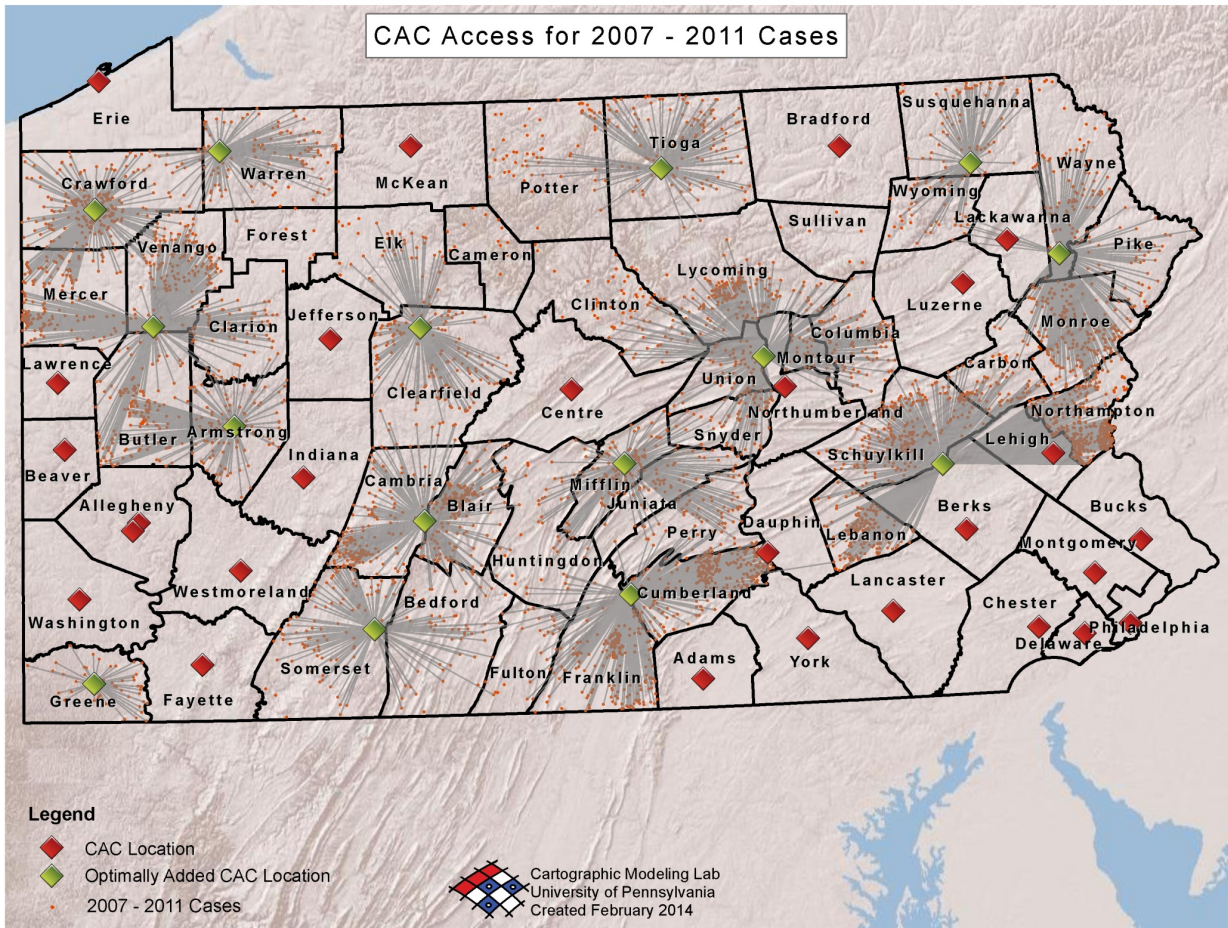 CAC Access for 2007 - 2011 Cases
Erie
Crawford
Warren
McKean
Potter
Tioga
Bradford
Susquehanna
Wayne
Wyoming
Lackawanna
Pike
Sullivan
Venango
Forest
Elk
Cameron
Lycoming
Clinton
Mercer
Clarion
Jefferson
Luzerne
Monroe
Columbia
Montour
Carbon
Lawrence
Clearfield
Centre
Union
Northumberland
Northampton
Butler
Armstrong
Snyder
Lehigh
Schuylkill
Beaver
Indiana
Cambria
Blair
Mifflin
Juniata
Allegheny
Perry
Dauphin
Lebanon
Berks
Bucks
Huntingdon
Montgomery
Westmoreland
Bedford
Cumberland
Lancaster
Washington
Chester
Philadelphia
Delaware
Somerset
Fulton
Franklin
Adams
York
Greene
Fayette
Legend
CAC Location
Optimally Added CAC Location
2007 - 2011 Cases
Cartographic Modeling Lab
University of Pennsylvania
Created February 2014